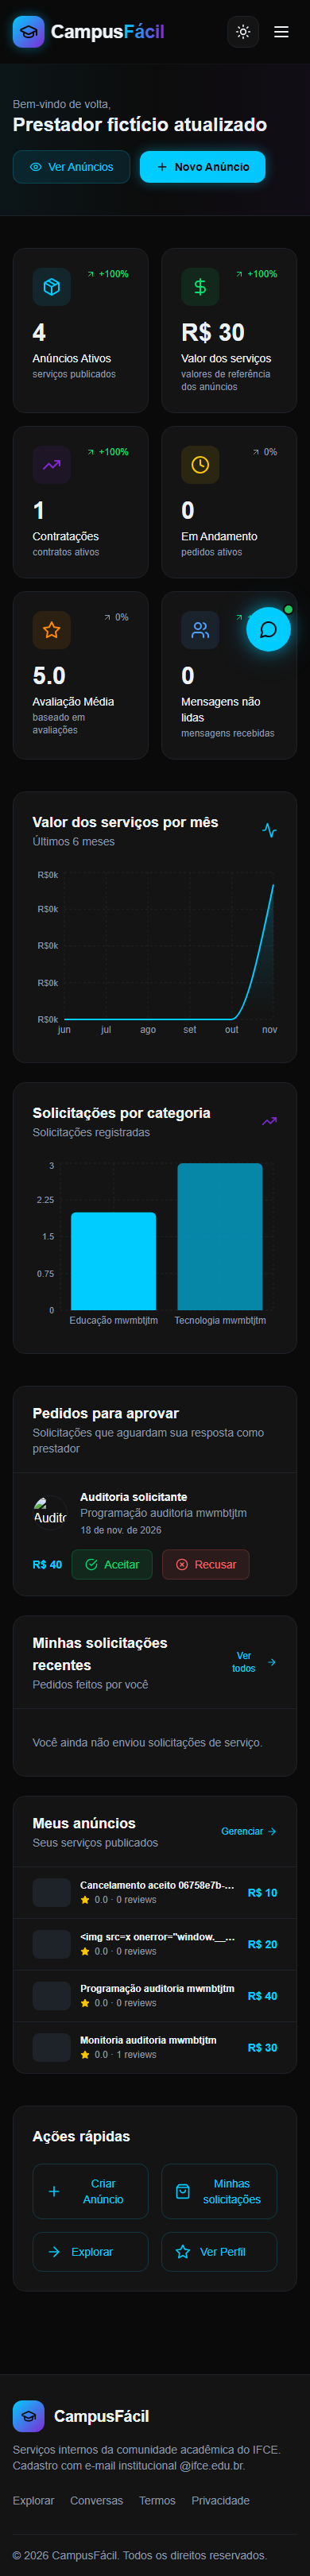 CampusFácil
Bem-vindo de volta,
Prestador fictício atualizado
Ver Anúncios
Novo Anúncio
+100%
4
Anúncios Ativos
serviços publicados
+100%
R$ 30
Valor dos serviços
valores de referência
dos anúncios
+100%
1
Contratações
contratos ativos
0%
0
Em Andamento
pedidos ativos
0%
5.0
Avaliação Média
baseado em
avaliações
0
Mensagens não
lidas
mensagens recebidas
Valor dos serviços por mês
Últimos 6 meses
R$0k
R$0k
R$0k
R$0k
R$0k
jun jul ago set out nov
Solicitações por categoria
Solicitações registradas
3
2.25
1.5
0.75
0
Educação mwmbtjtm Tecnologia mwmbtjtm
Pedidos para aprovar
Solicitações que aguardam sua resposta como
prestador
Audito
Auditoria solicitante
Programação auditoria mwmbtjtm
18 de nov. de 2026
R$ 40
Aceitar
Recusar
Minhas solicitações
recentes
Pedidos feitos por você
Ver
todos
Você ainda não enviou solicitações de serviço.
Meus anúncios
Seus serviços publicados
Gerenciar
Cancelamento aceito 06758e7b-...
0.0 · 0 reviews
R$ 10
<img src=x onerror="window.__...
0.0 · 0 reviews
R$ 20
Programação auditoria mwmbtjtm
0.0 · 0 reviews
R$ 40
Monitoria auditoria mwmbtjtm
0.0 · 1 reviews
R$ 30
Ações rápidas
Criar
Anúncio
Minhas
solicitações
Explorar
Ver Perfil
CampusFácil
Serviços internos da comunidade acadêmica do IFCE.
Cadastro com e-mail institucional @ifce.edu.br.
Explorar Conversas Termos Privacidade
© 2026 CampusFácil. Todos os direitos reservados.